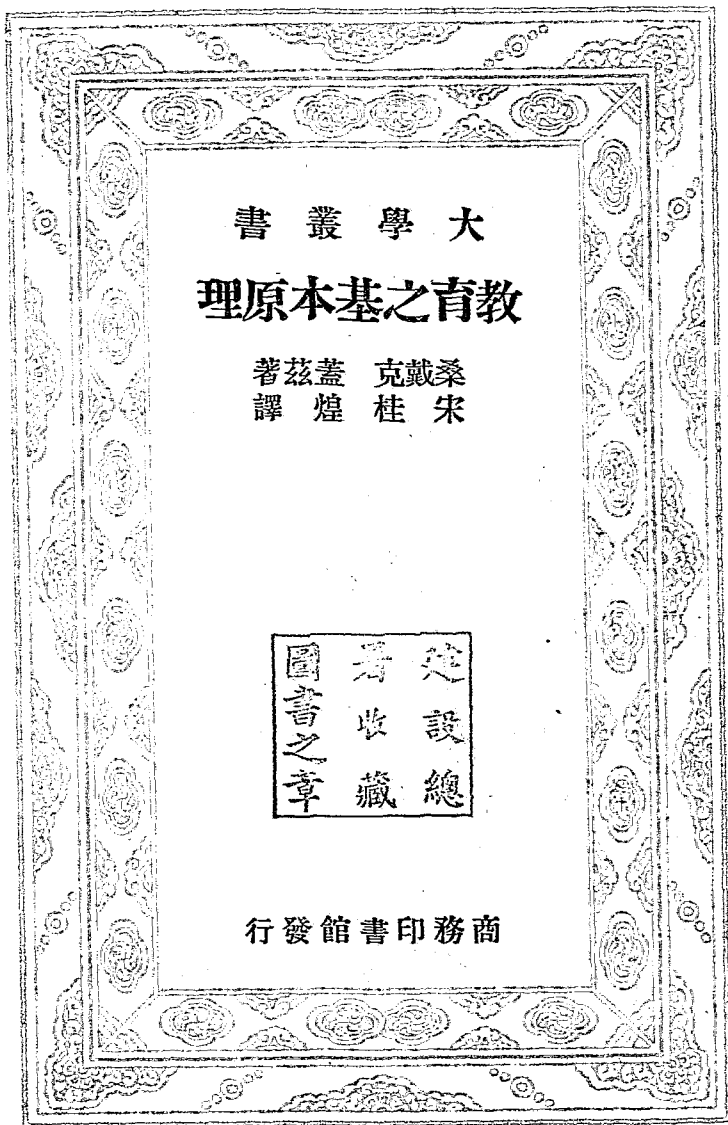 大學叢書
教育之基本原理
桑戴克 蓋茲著
宋桂煌譯
建設總
署收藏
圖書之章
商務印書館發行